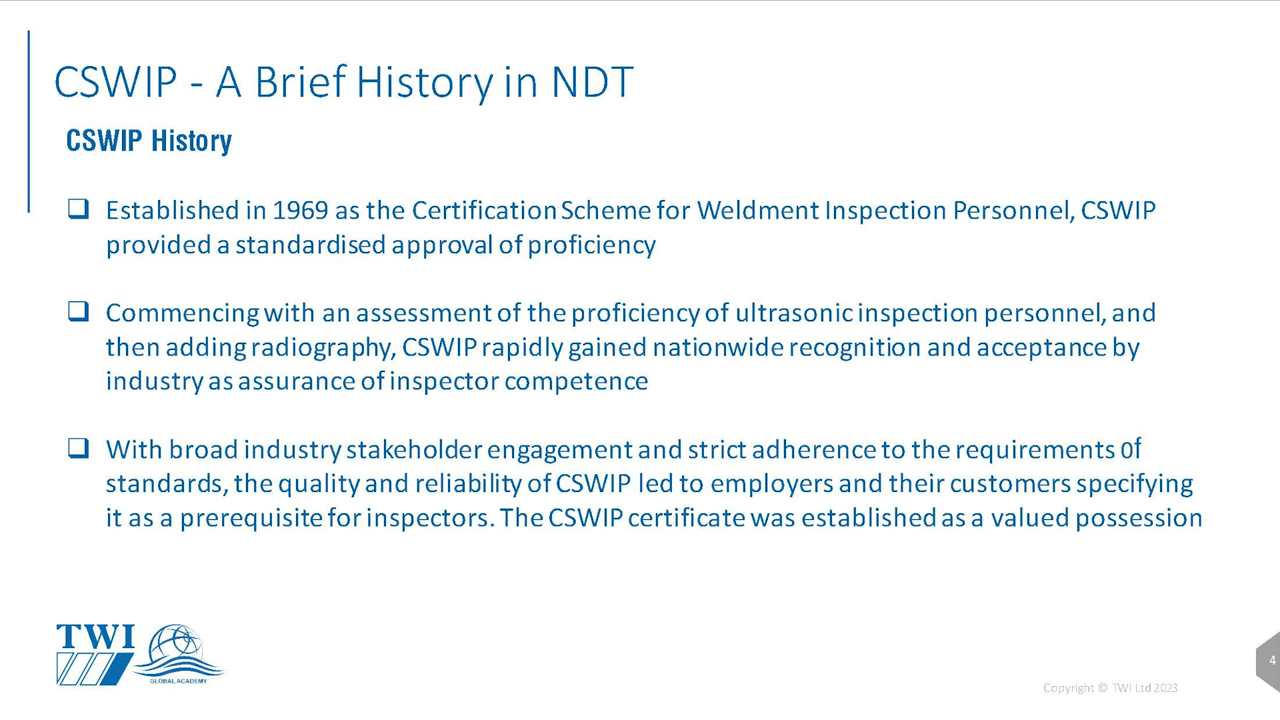 CSWIP - A Brief History in NDT
CSWIP History
Established in 1969 as the Certification Scheme for Weldment Inspection Personnel, CSWIP
provided a standardised approval of proficiency
Commencing with an assessment of the proficiency of ultrasonic inspection personnel, and
then adding radiography, CSWIP rapidly gained nationwide recognition and acceptance by
industry as assurance of inspector competence
With broad industry stakeholder engagement and strict adherence to the requirements 0f
standards, the quality and reliability of CSWIP led to employers and their customers specifying
it as a prerequisite for inspectors. The CSWIP certificate was established as a valued possession
TWI
GLOBAL ACADEMY
Copyright © TWI Ltd 2023
4